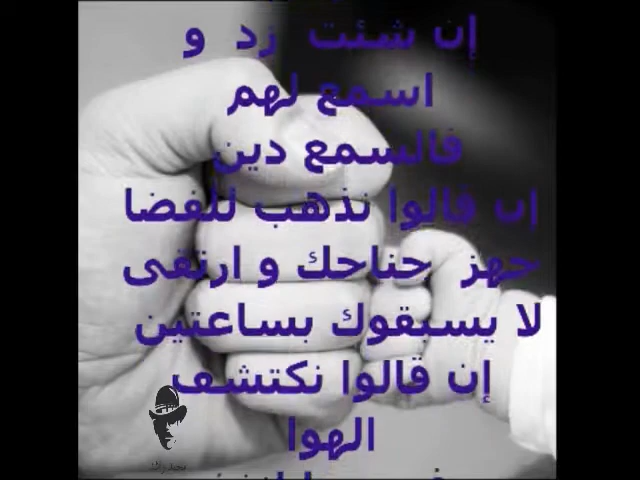 إن شئت زد و
اسمع لهم
فالسمع دين
إن قالوا نذهب للفضا
جهز جناحك و ارتقى
لا يسبقوك بساعتين
إن قالوا نكتشف
الهوا